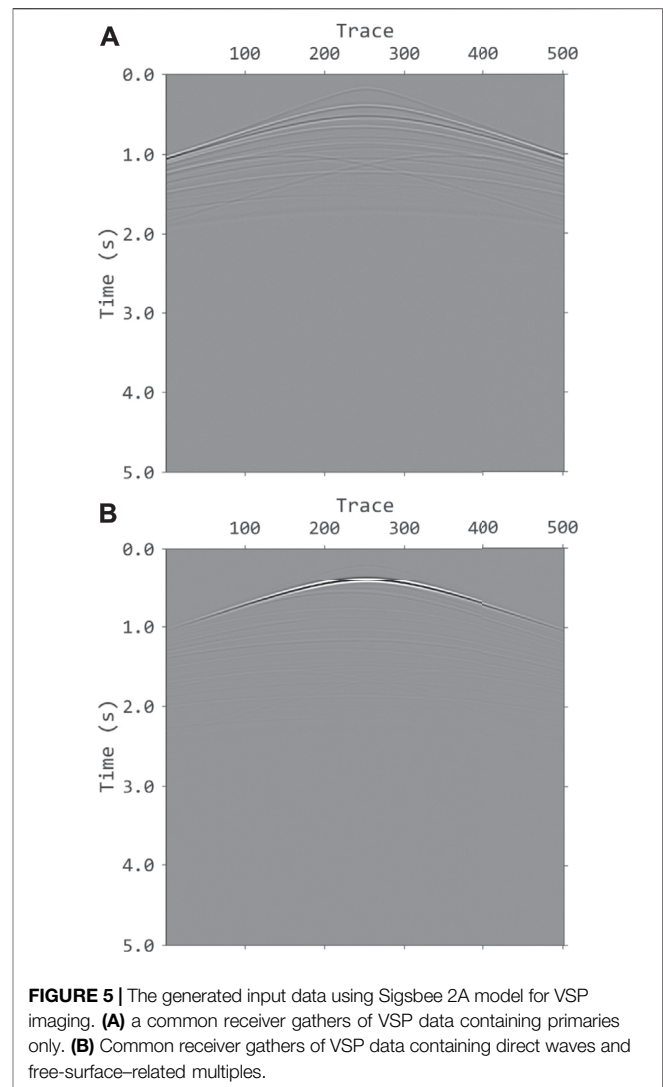 A
Trace
100 200 300 400 500
0.0
1.0
2.0
3.0
4.0
5.0
Time (s)
B
Trace
100 200 300 400 500
0.0
1.0
2.0
3.0
4.0
5.0
Time (s)
FIGURE 5 | The generated input data using Sigsbee 2A model for VSP
imaging. (A) a common receiver gathers of VSP data containing primaries
only. (B) Common receiver gathers of VSP data containing direct waves and
free-surface–related multiples.